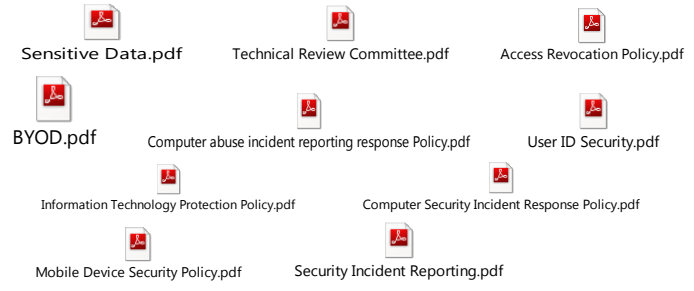 Sensitive Data.pdf
Technical Review Committee.pdf
Access Revocation Policy.pdf
BYOD.pdf
Computer abuse incident reporting response Policy.pdf
User ID Security.pdf
Information Technology Protection Policy.pdf
Computer Security Incident Response Policy.pdf
Mobile Device Security Policy.pdf
Security Incident Reporting.pdf